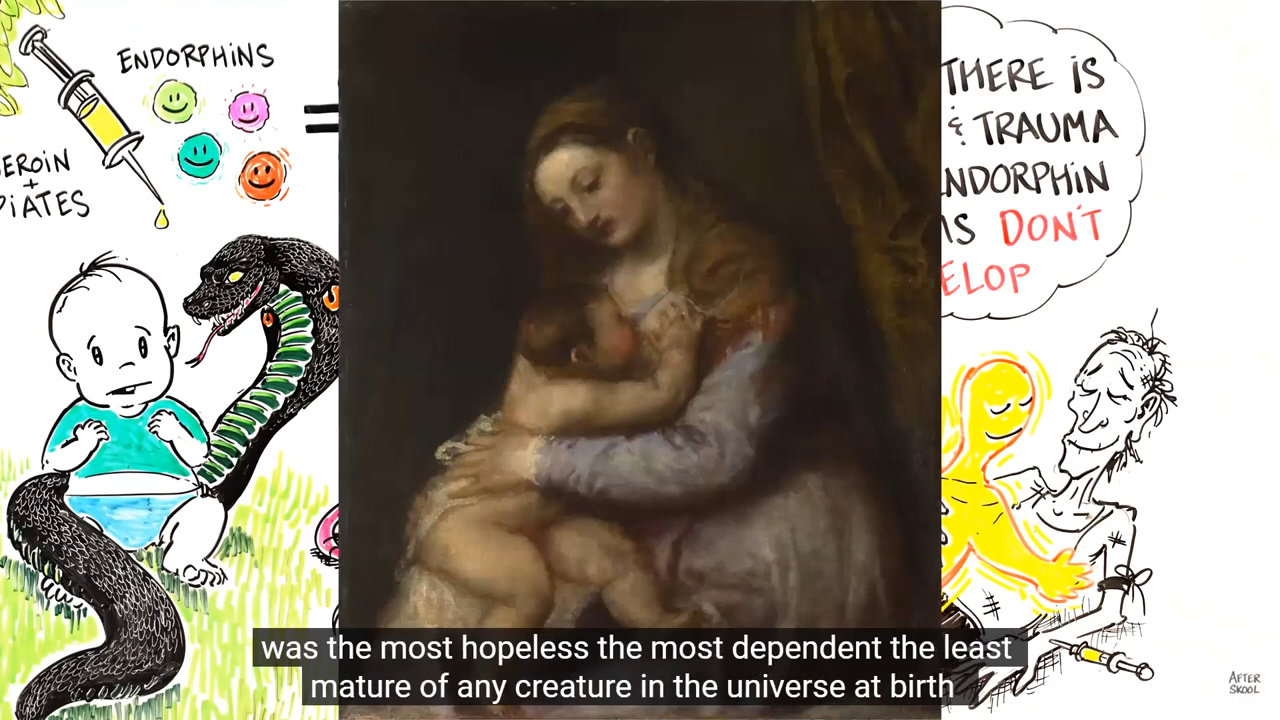 ENDORPHiNS
EROiN
+
PiATES
=
THERE iS
& TRAUMA
NDORPHiN
DON'T
ELOP
was the most hopeless the most dependent the least
mature of any creature in the universe at birth
AFTER
SKOOL